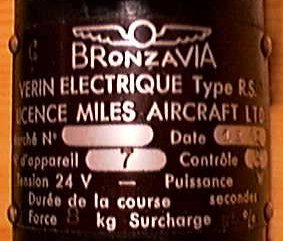 BRONZAVIA
VERIN ELECTRIQUE Type R.S.
LICENCE MILES AIRCRAFT LTD
Marché N° Date
N° d'appareil 7 Contrôle
Tension 24 V — Puissance
Durée de la course secondes
Force 8 kg Surcharge %